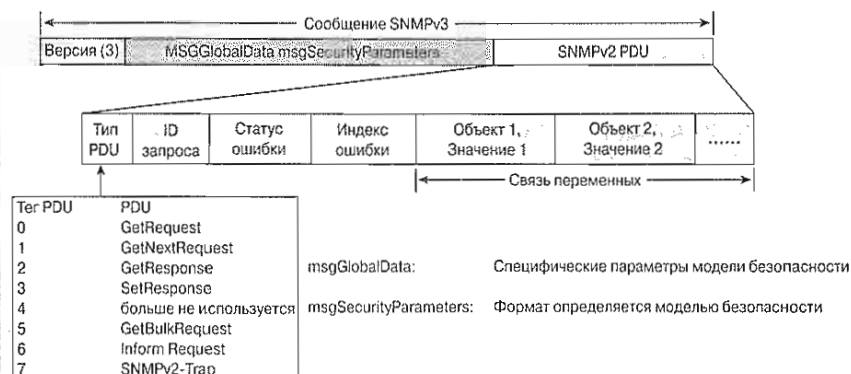 Сообщение SNMPv3
Версия (3) MSGGlobalData msgSecurityParameters SNMPv2 PDU
Тип PDU ID запроса Статус ошибки Индекс ошибки Объект 1, Значение 1 Объект 2, Значение 2 ......
Связь переменных
Тег PDU PDU
0 GetRequest
1 GetNextRequest
2 GetResponse
3 SetResponse
4 больше не используется
5 GetBulkRequest
6 Inform Request
7 SNMPv2-Trap
msgGlobalData: Специфические параметры модели безопасности
msgSecurityParameters: Формат определяется моделью безопасности